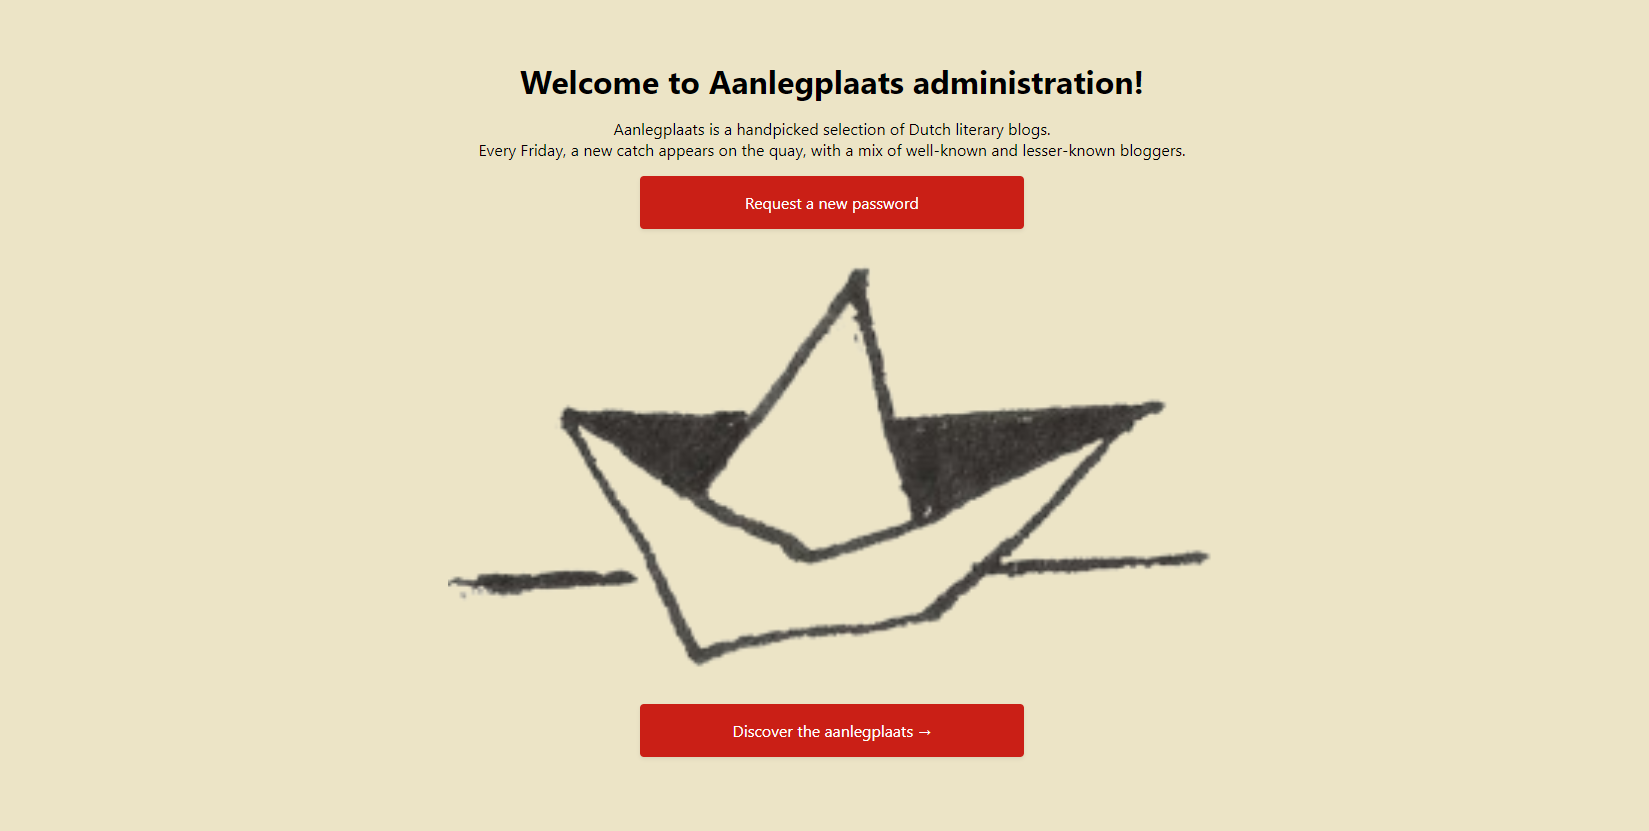 Welcome to Aanlegplaats administration!
Aanlegplaats is a handpicked selection of Dutch literary blogs.
Every Friday, a new catch appears on the quay, with a mix of well-known and lesser-known bloggers.
Request a new password
Discover the aanlegplaats →